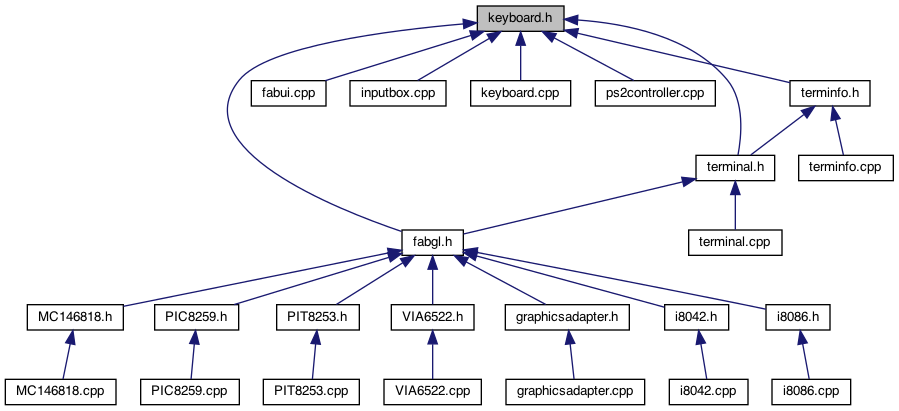 keyboard.h
fabui.cpp
inputbox.cpp
keyboard.cpp
ps2controller.cpp
terminfo.h
terminal.h
terminfo.cpp
fabgl.h
terminal.cpp
MC146818.h
PIC8259.h
PIT8253.h
VIA6522.h
graphicsadapter.h
i8042.h
i8086.h
MC146818.cpp
PIC8259.cpp
PIT8253.cpp
VIA6522.cpp
graphicsadapter.cpp
i8042.cpp
i8086.cpp